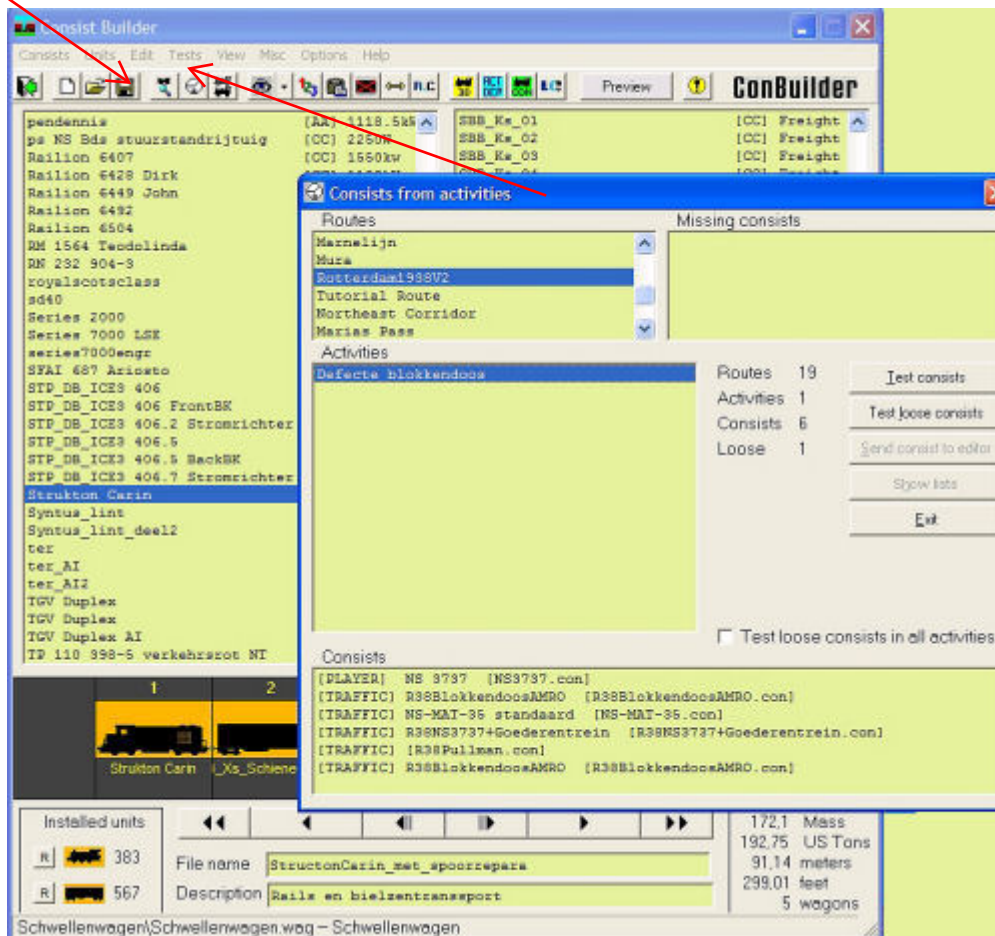 Consist Builder
Consists Units Edit Tests View Misc Options Help
n.c. Preview ConBuilder
pendennis [AA] 1118.5k
ps NS Bds stuurstandrijtuig [CC] 2250
Railion 6407 [CC] 1550kw
Railion 6428 Dirk
Railion 6449 John
Railion 6492
Railion 6504
RM 1564 Teodolinda
RN 232 904-3
royalscotsclass
sd40
Series 2000
Series 7000 LSE
series7000engr
SFAI 687 Ariosto
STP_DB_ICE3 406
STP_DB_ICE3 406 FrontBK
STP_DB_ICE3 406.2 Stromrichter
STP_DB_ICE3 406.5
STP_DB_ICE3 406.5 BackBK
STP_DB_ICE3 406.7 Stromrichter
Strukton Carin
Syntus_lint
Syntus_lint_deel2
ter
ter_AI
ter_AI2
TGV Duplex
TGV Duplex
TGV Duplex AI
TP 110 398-5 verkehrsrot NT
SBB_Ks_01 [CC] Freight
SBB_Ks_02 [CC] Freight
SBB_Ks_03 [CC] Freight
Consists from activities
Routes
Marnelijn
Mura
Rotterdam1938V2
Tutorial Route
Northeast Corridor
Marias Pass
Missing consists
Activities
Defecte blokkendoos
Routes 19
Activities 1
Consists 6
Loose 1
Test consists
Test loose consists
Send consist to editor
Show lists
Exit
Test loose consists in all activities
Consists
[PLAYER] NS 3737 [NS3737.con]
[TRAFFIC] R38BlokkendoosAMRO [R38BlokkendoosAMRO.con]
[TRAFFIC] NS-MAT-35 standaard [NS-MAT-35.con]
[TRAFFIC] R38NS3737+Goederentrein [R38NS3737+Goederentrein.con]
[TRAFFIC] [R38Pullman.con]
[TRAFFIC] R38BlokkendoosAMRO [R38BlokkendoosAMRO.con]
1 2
Strukton Carin i_Xs_Schiene
Installed units
R 383
R 567
File name StructonCarin_met_spoorrepara
Description Rails en bielzentranssport
172,1 Mass
192,75 US Tons
91,14 meters
299,01 feet
5 wagons
Schwellenwagen\Schwellenwagen.wag – Schwellenwagen